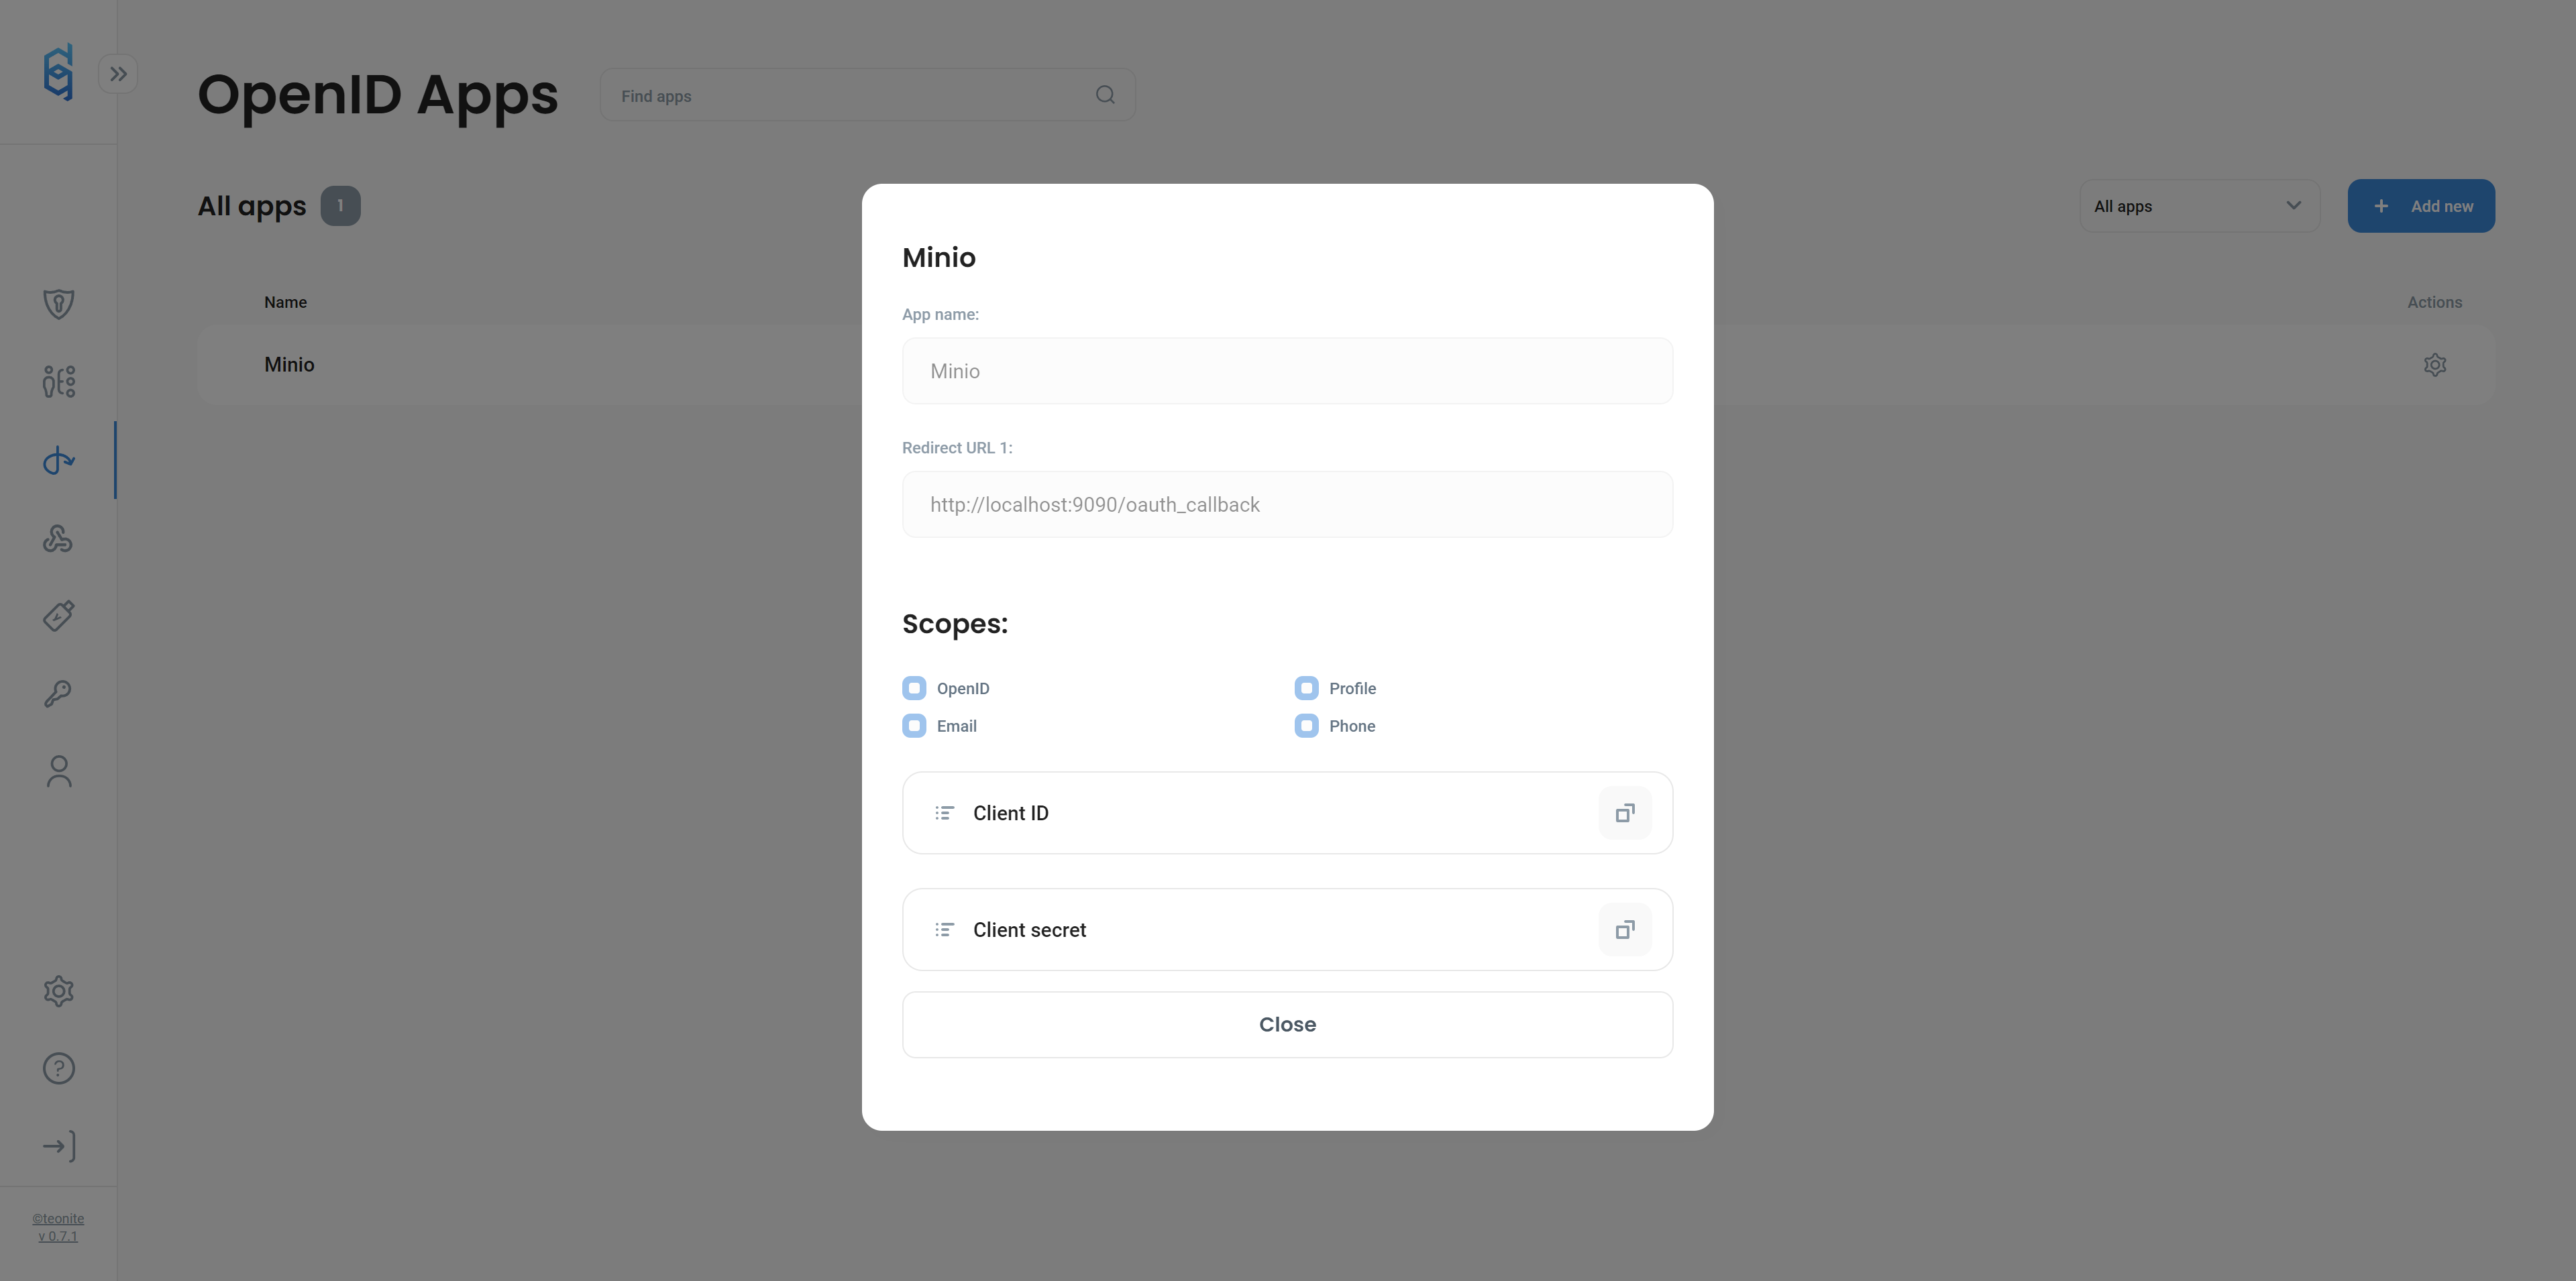 OpenID Apps
Find apps
All apps 1
All apps
+ Add new
Name
Actions
Minio
Minio
App name:
Minio
Redirect URL 1:
http://localhost:9090/oauth_callback
Scopes:
OpenID
Profile
Email
Phone
Client ID
Client secret
Close
?
©teonite
v 0.7.1